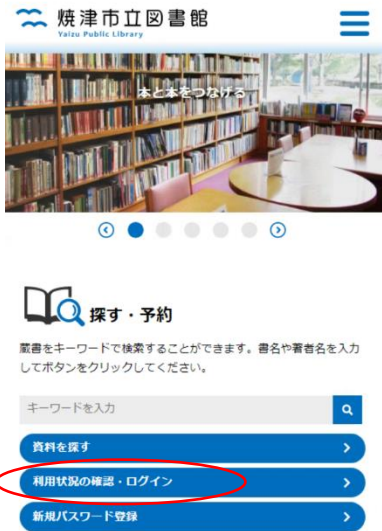 焼津市立図書館
Yaizu Public Library
本と本をつなげる
探す・予約
蔵書をキーワードで検索することができます。書名や著者名を入力
してボタンをクリックしてください。
キーワードを入力
資料を探す
利用状況の確認・ログイン
新規パスワード登録